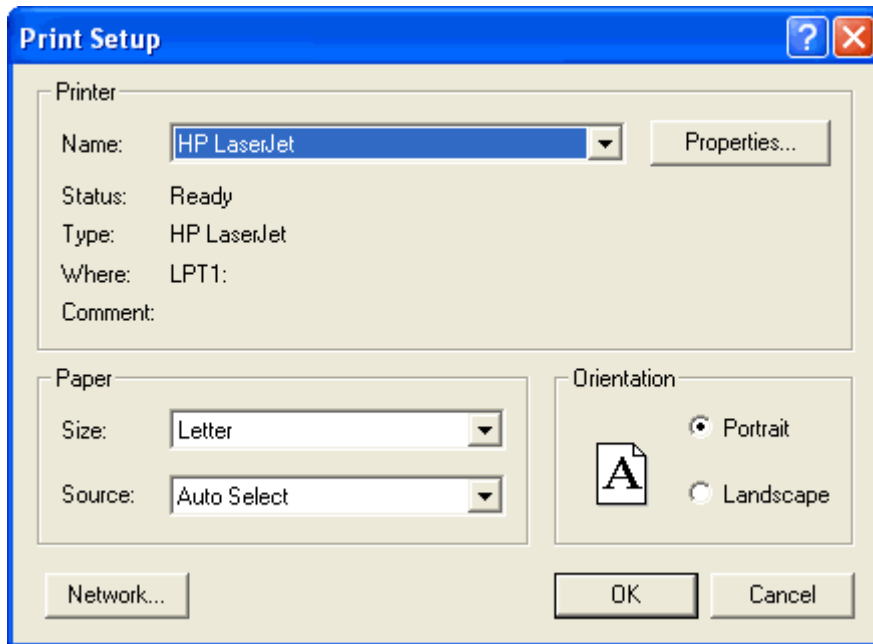 Print Setup
?
Printer
Name: HP LaserJet Properties...
Status: Ready
Type: HP LaserJet
Where: LPT1:
Comment:
Paper
Size: Letter
Source: Auto Select
Orientation
A
Portrait
Landscape
Network... OK Cancel